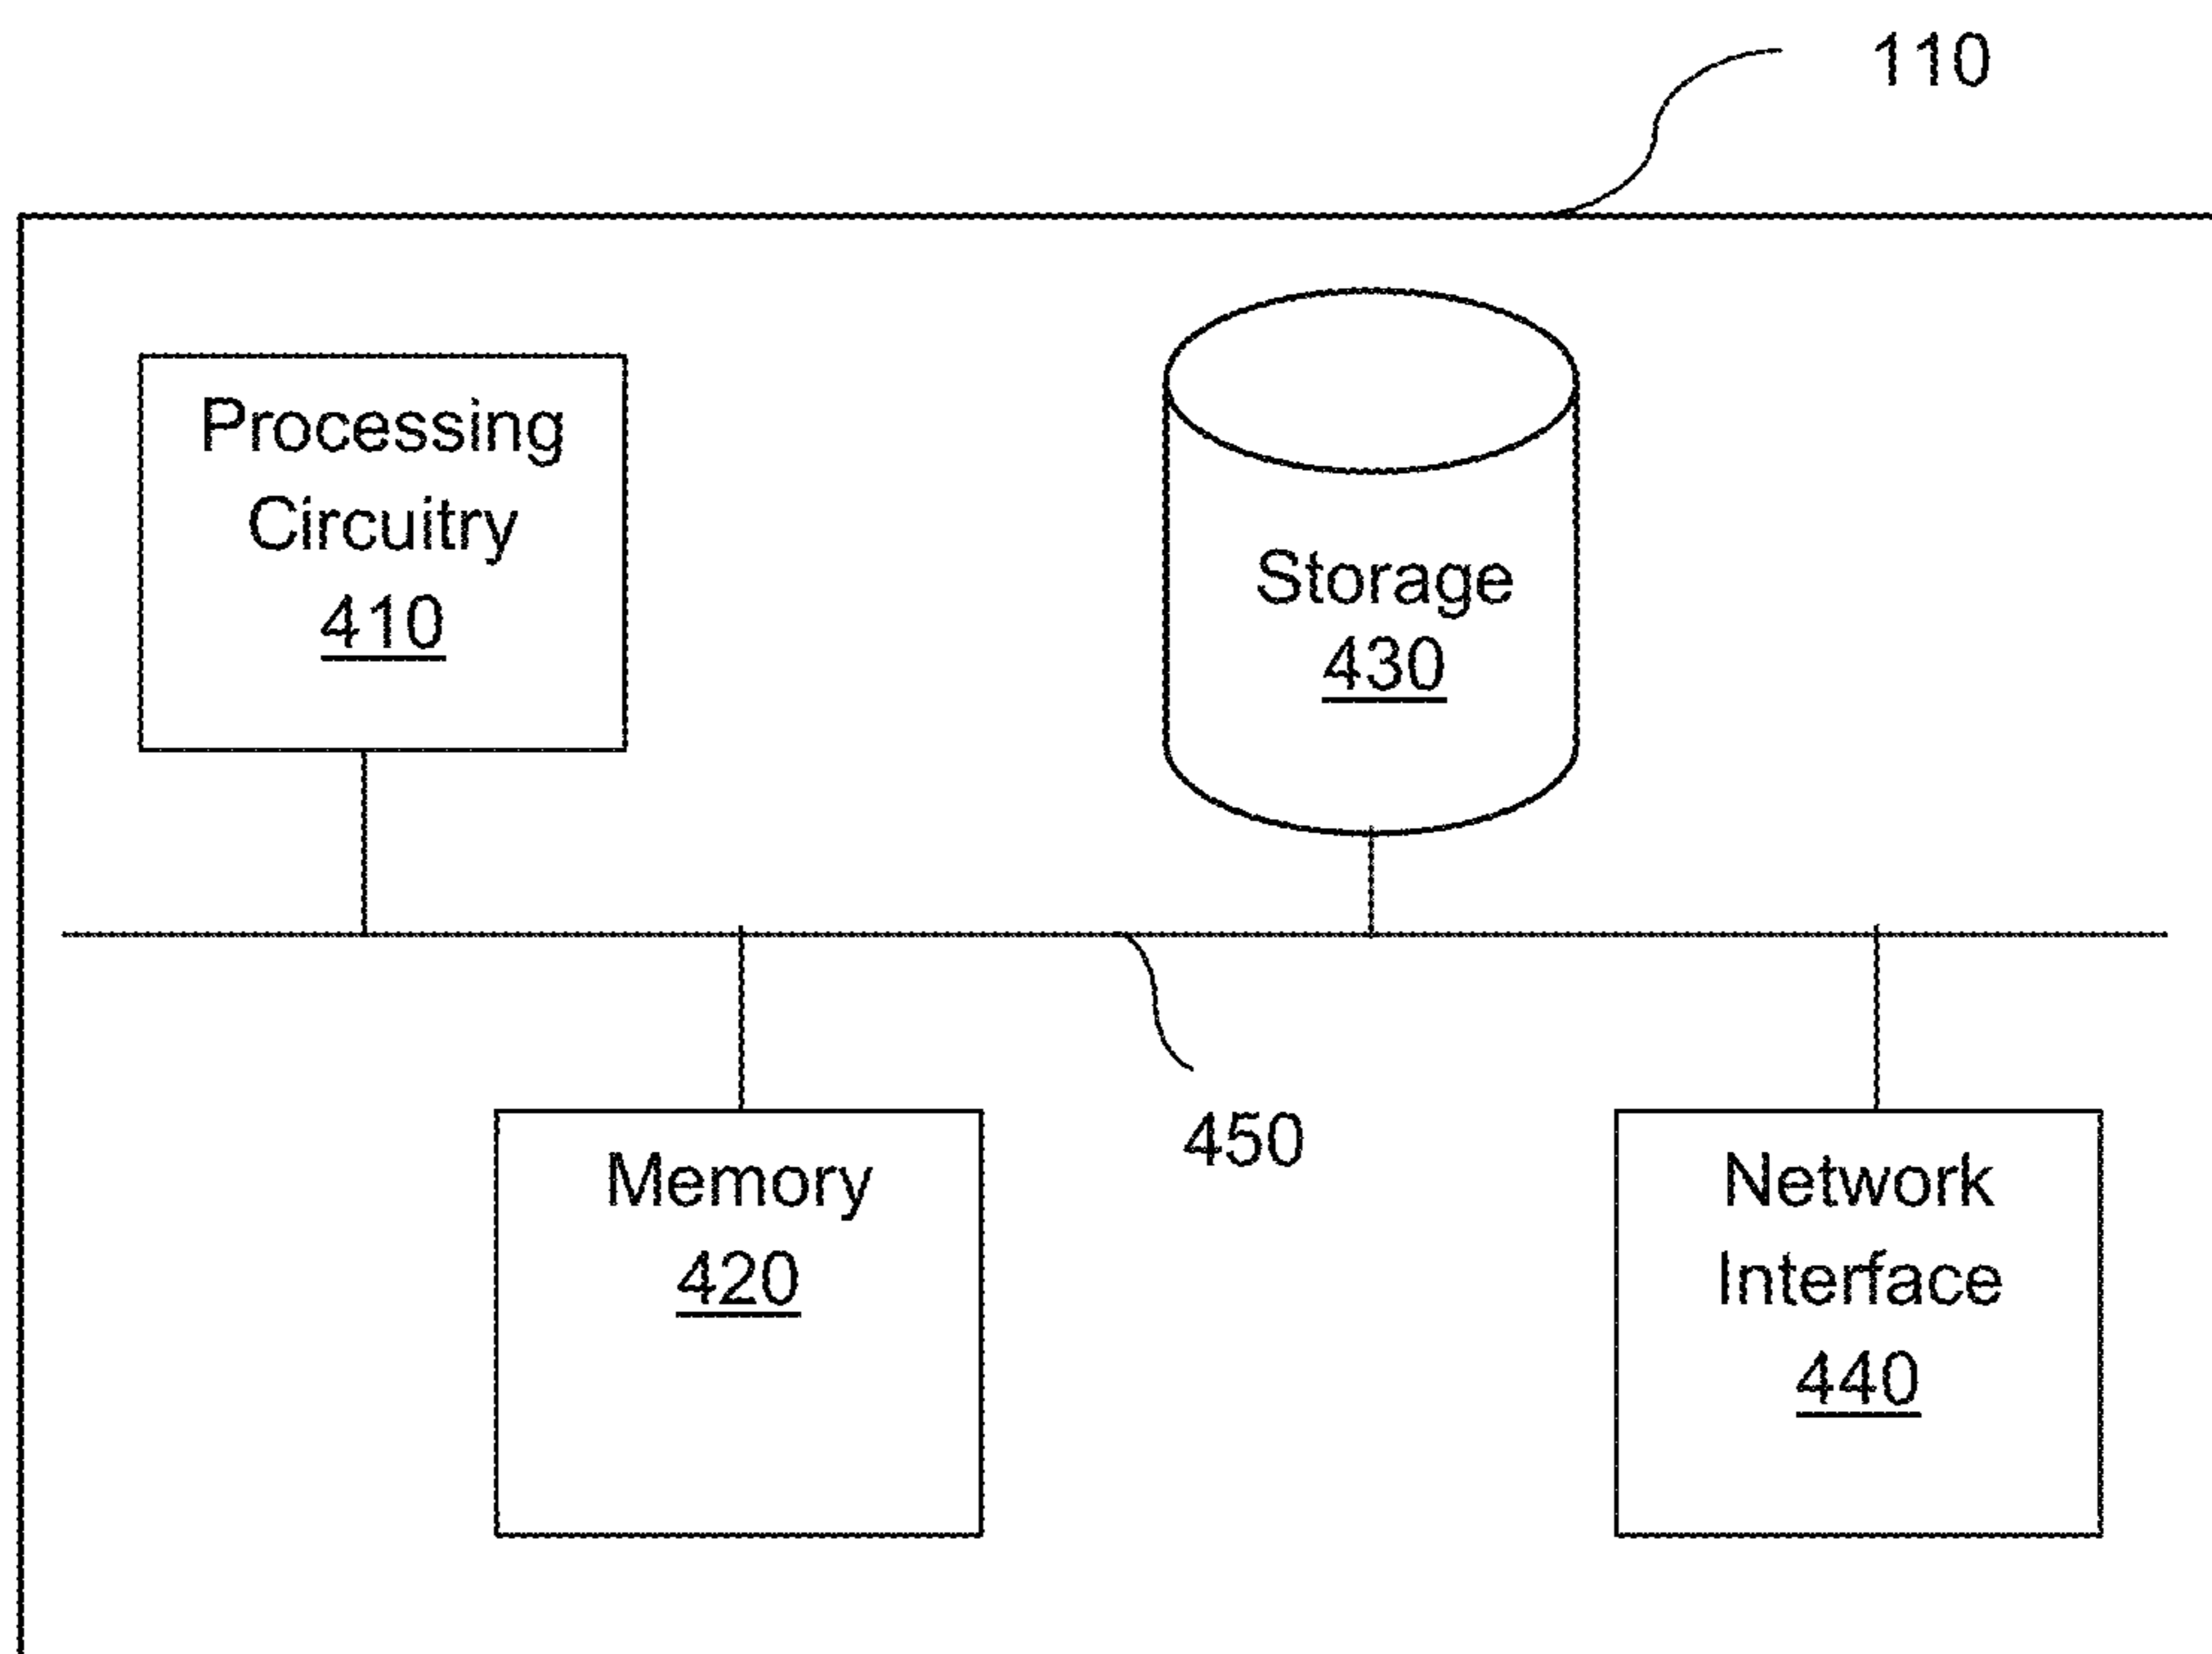 110
Processing
Circuitry
410
Storage
430
450
Memory
420
Network
Interface
440